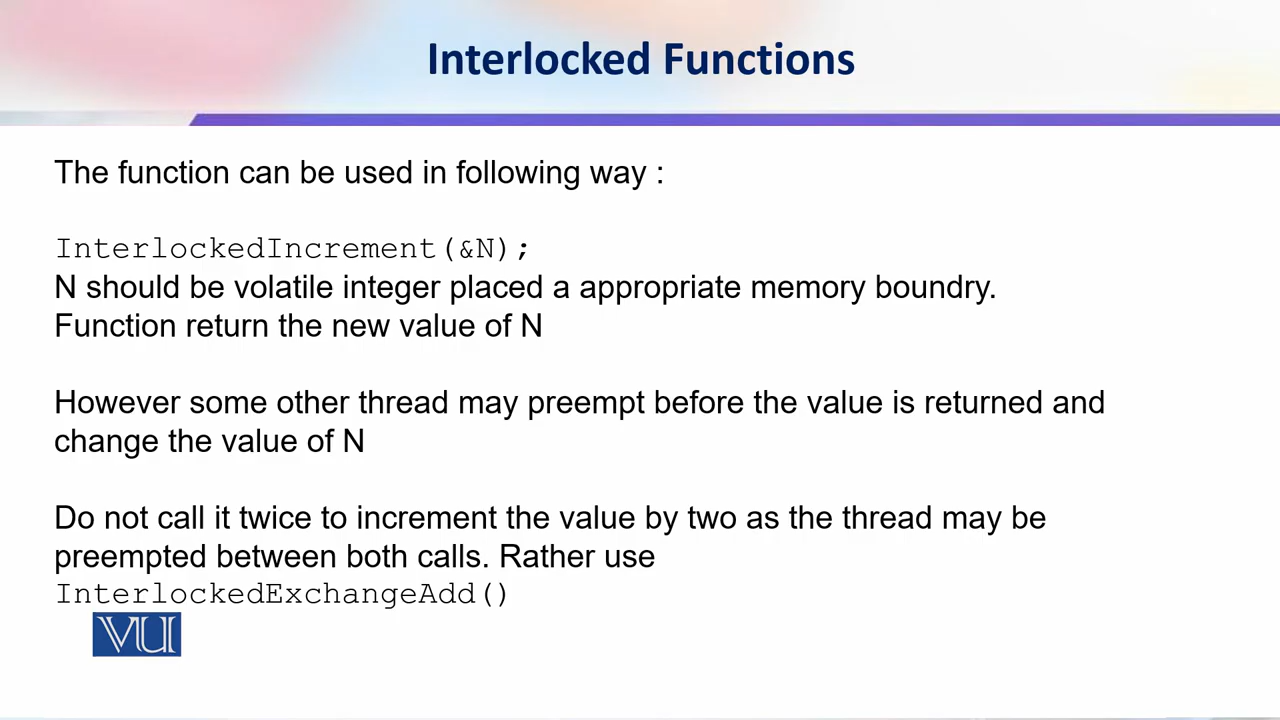 Interlocked Functions
The function can be used in following way :
InterlockedIncrement(&N);
N should be volatile integer placed a appropriate memory boundry.
Function return the new value of N
However some other thread may preempt before the value is returned and
change the value of N
Do not call it twice to increment the value by two as the thread may be
preempted between both calls. Rather use
InterlockedExchangeAdd()
VU